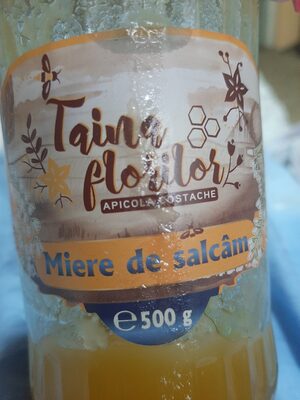 Taina
florilor
APICOLA COSTACHE
Miere de salcâm
℮ 500 g